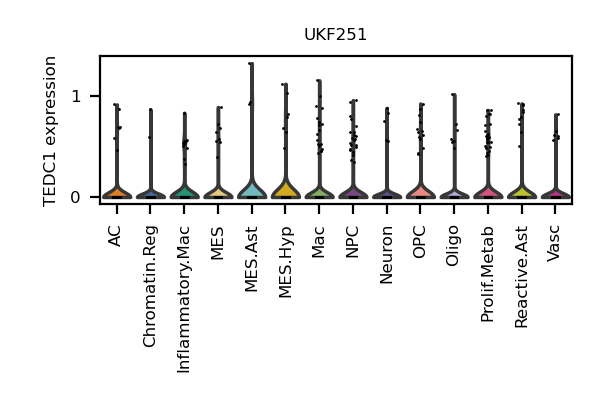 UKF251
TEDC1 expression
1
0
AC
Chromatin.Reg
Inflammatory.Mac
MES
MES.Ast
MES.Hyp
Mac
NPC
Neuron
OPC
Oligo
Prolif.Metab
Reactive.Ast
Vasc